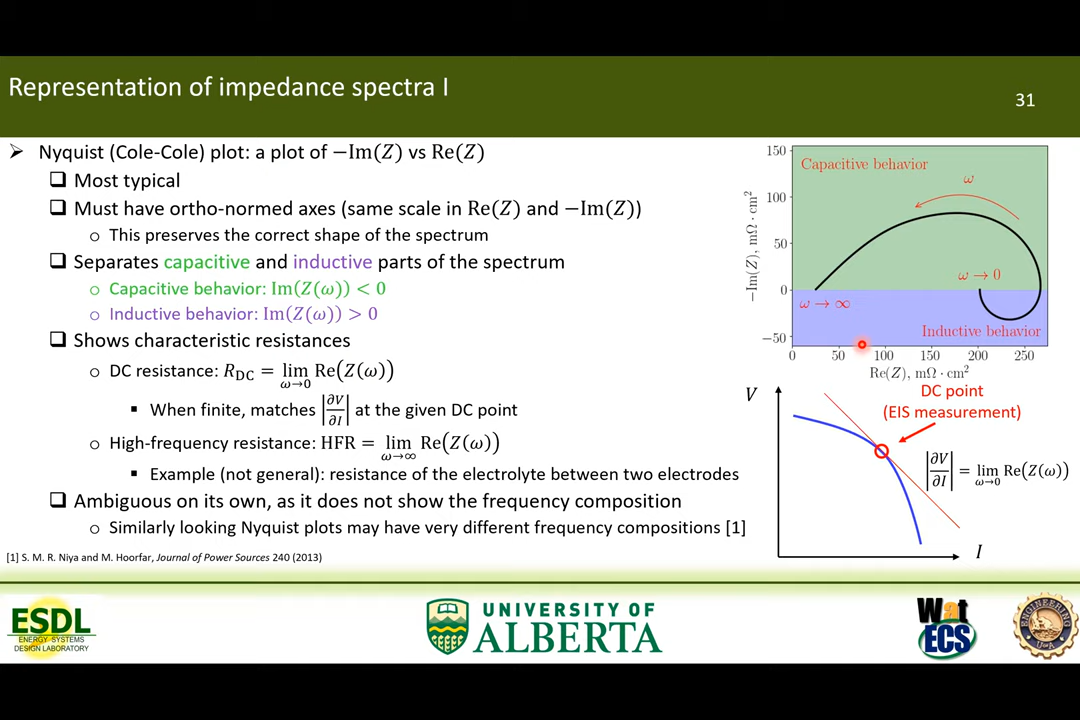 Representation of impedance spectra I
31
➢ Nyquist (Cole-Cole) plot: a plot of −Im(Z) vs Re(Z)
❑ Most typical
❑ Must have ortho-normed axes (same scale in Re(Z) and −Im(Z))
o This preserves the correct shape of the spectrum
❑ Separates capacitive and inductive parts of the spectrum
o Capacitive behavior: Im(Z(ω)) < 0
o Inductive behavior: Im(Z(ω)) > 0
❑ Shows characteristic resistances
o DC resistance: R_DC = lim_{ω→0} Re(Z(ω))
▪ When finite, matches |∂V/∂I| at the given DC point
o High-frequency resistance: HFR = lim_{ω→∞} Re(Z(ω))
▪ Example (not general): resistance of the electrolyte between two electrodes
❑ Ambiguous on its own, as it does not show the frequency composition
o Similarly looking Nyquist plots may have very different frequency compositions [1]
[1] S. M. R. Niya and M. Hoorfar, Journal of Power Sources 240 (2013)
150
100
50
0
−50
−Im(Z), mΩ · cm²
Capacitive behavior
ω
ω → 0
ω → ∞
Inductive behavior
0 50 100 150 200 250
Re(Z), mΩ · cm²
V
DC point
(EIS measurement)
|∂V/∂I| = lim_{ω→0} Re(Z(ω))
I
ESDL
ENERGY SYSTEMS
DESIGN LABORATORY
UNIVERSITY OF
ALBERTA
Wat
ECS
ENGINEERING
U of A